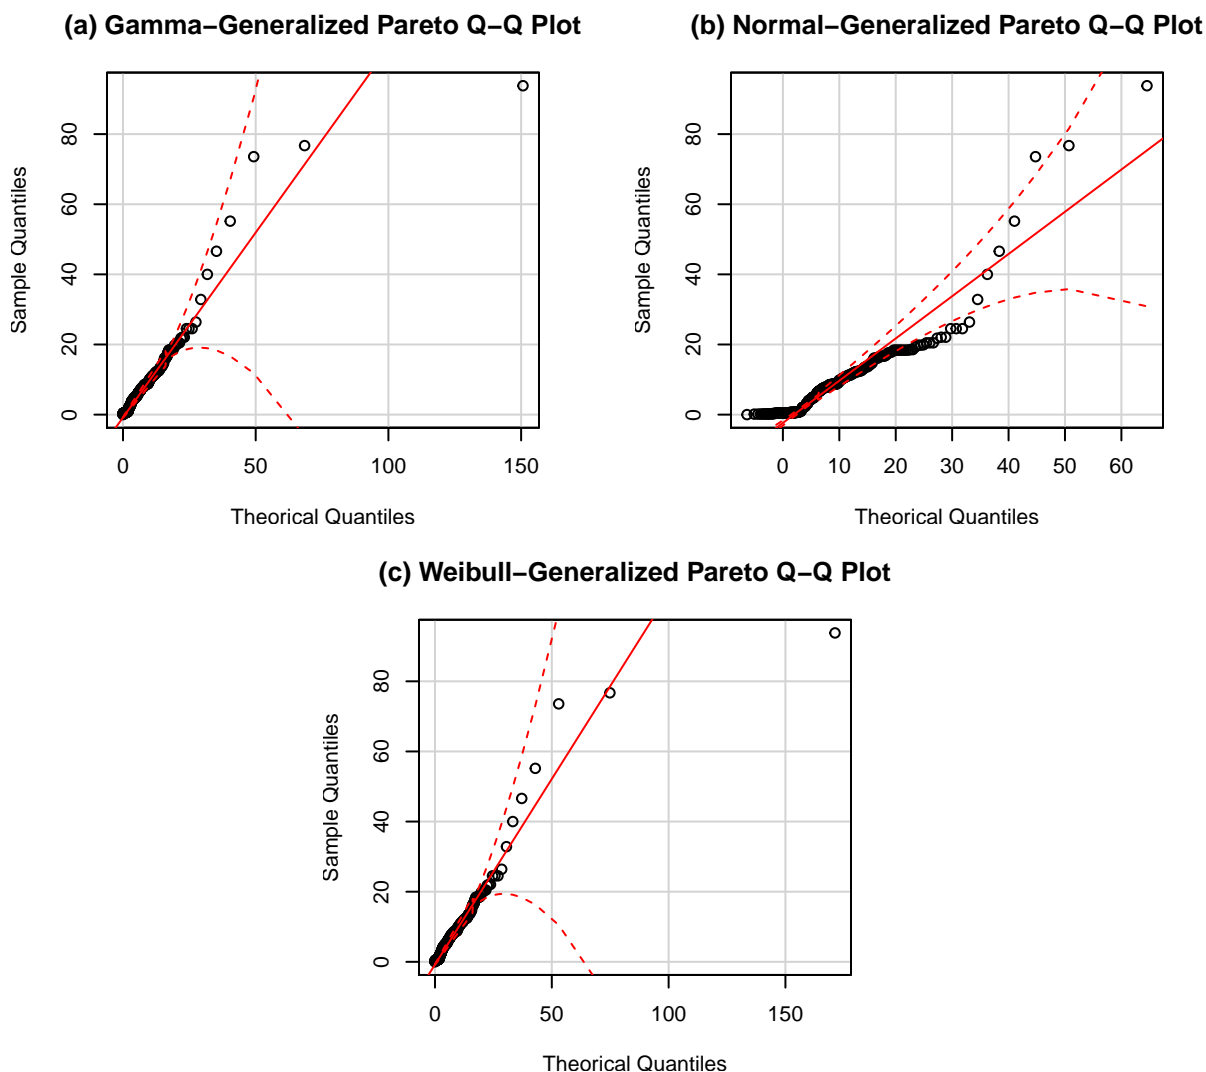 (a) Gamma−Generalized Pareto Q−Q Plot
Sample Quantiles
0 20 40 60 80
0 50 100 150
Theorical Quantiles
(b) Normal−Generalized Pareto Q−Q Plot
Sample Quantiles
0 20 40 60 80
0 10 20 30 40 50 60
Theorical Quantiles
(c) Weibull−Generalized Pareto Q−Q Plot
Sample Quantiles
0 20 40 60 80
0 50 100 150
Theorical Quantiles